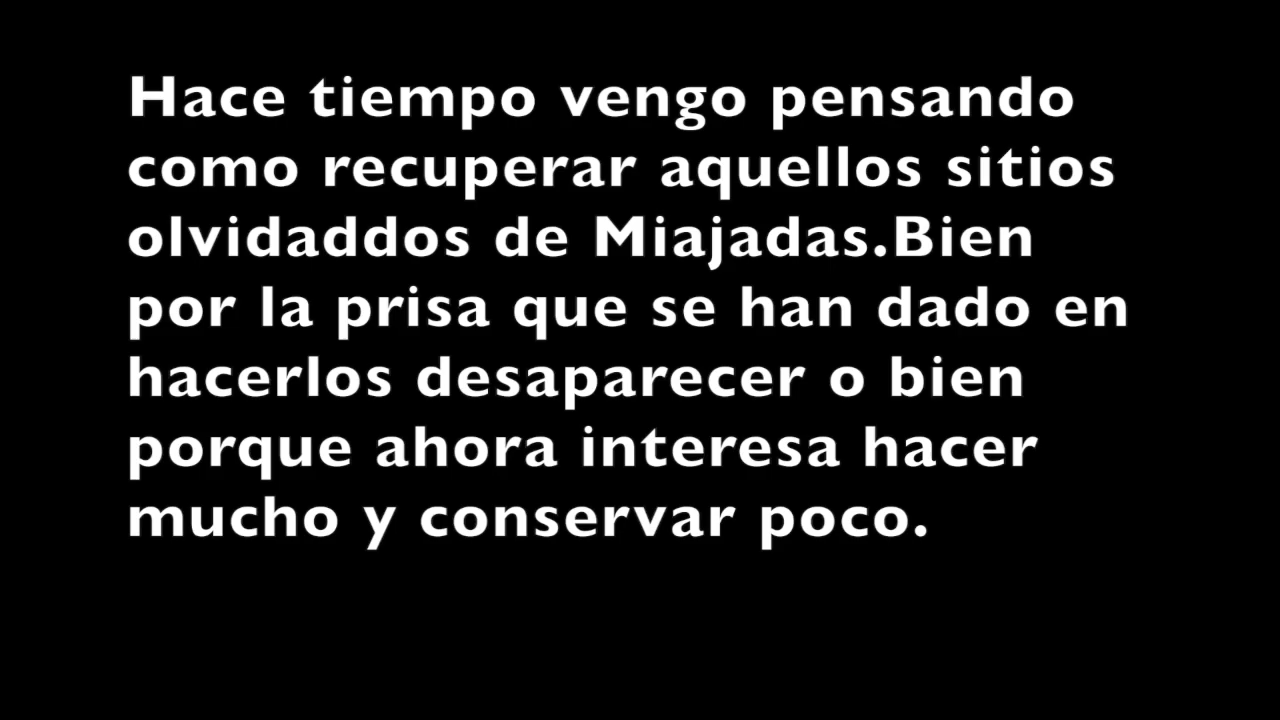 Hace tiempo vengo pensando
como recuperar aquellos sitios
olvidaddos de Miajadas.Bien
por la prisa que se han dado en
hacerlos desaparecer o bien
porque ahora interesa hacer
mucho y conservar poco.